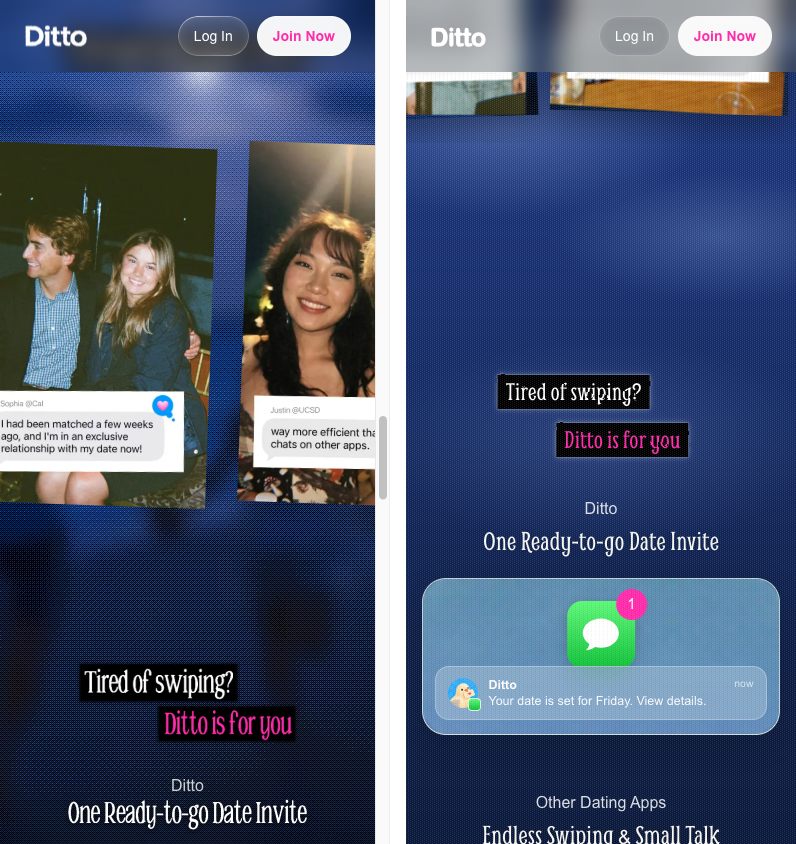 Ditto
Log In
Join Now
Sophia @Cal
I had been matched a few weeks
ago, and I'm in an exclusive
relationship with my date now!
Justin @UCSD
way more efficient tha
chats on other apps.
Tired of swiping?
Ditto is for you
Ditto
One Ready-to-go Date Invite
Ditto
Log In
Join Now
Tired of swiping?
Ditto is for you
Ditto
One Ready-to-go Date Invite
1
Ditto
now
Your date is set for Friday. View details.
Other Dating Apps
Endless Swiping & Small Talk